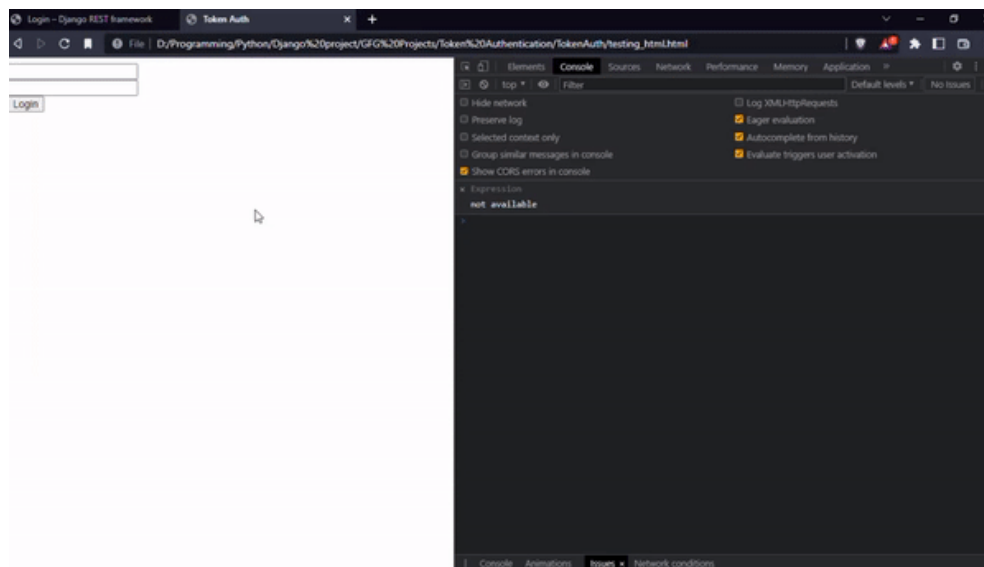 Login – Django REST framework
Token Auth
File D:/Programming/Python/Django%20project/GFG%20Projects/Token%20Authentication/TokenAuth/testing_html.html
Elements Console Sources Network Performance Memory Application
top Filter Default levels No Issues
Login
Hide network Log XMLHttpRequests
Preserve log Eager evaluation
Selected context only Autocomplete from history
Group similar messages in console Evaluate triggers user activation
Show CORS errors in console
Expression
not available
Console Animations Issues Network conditions